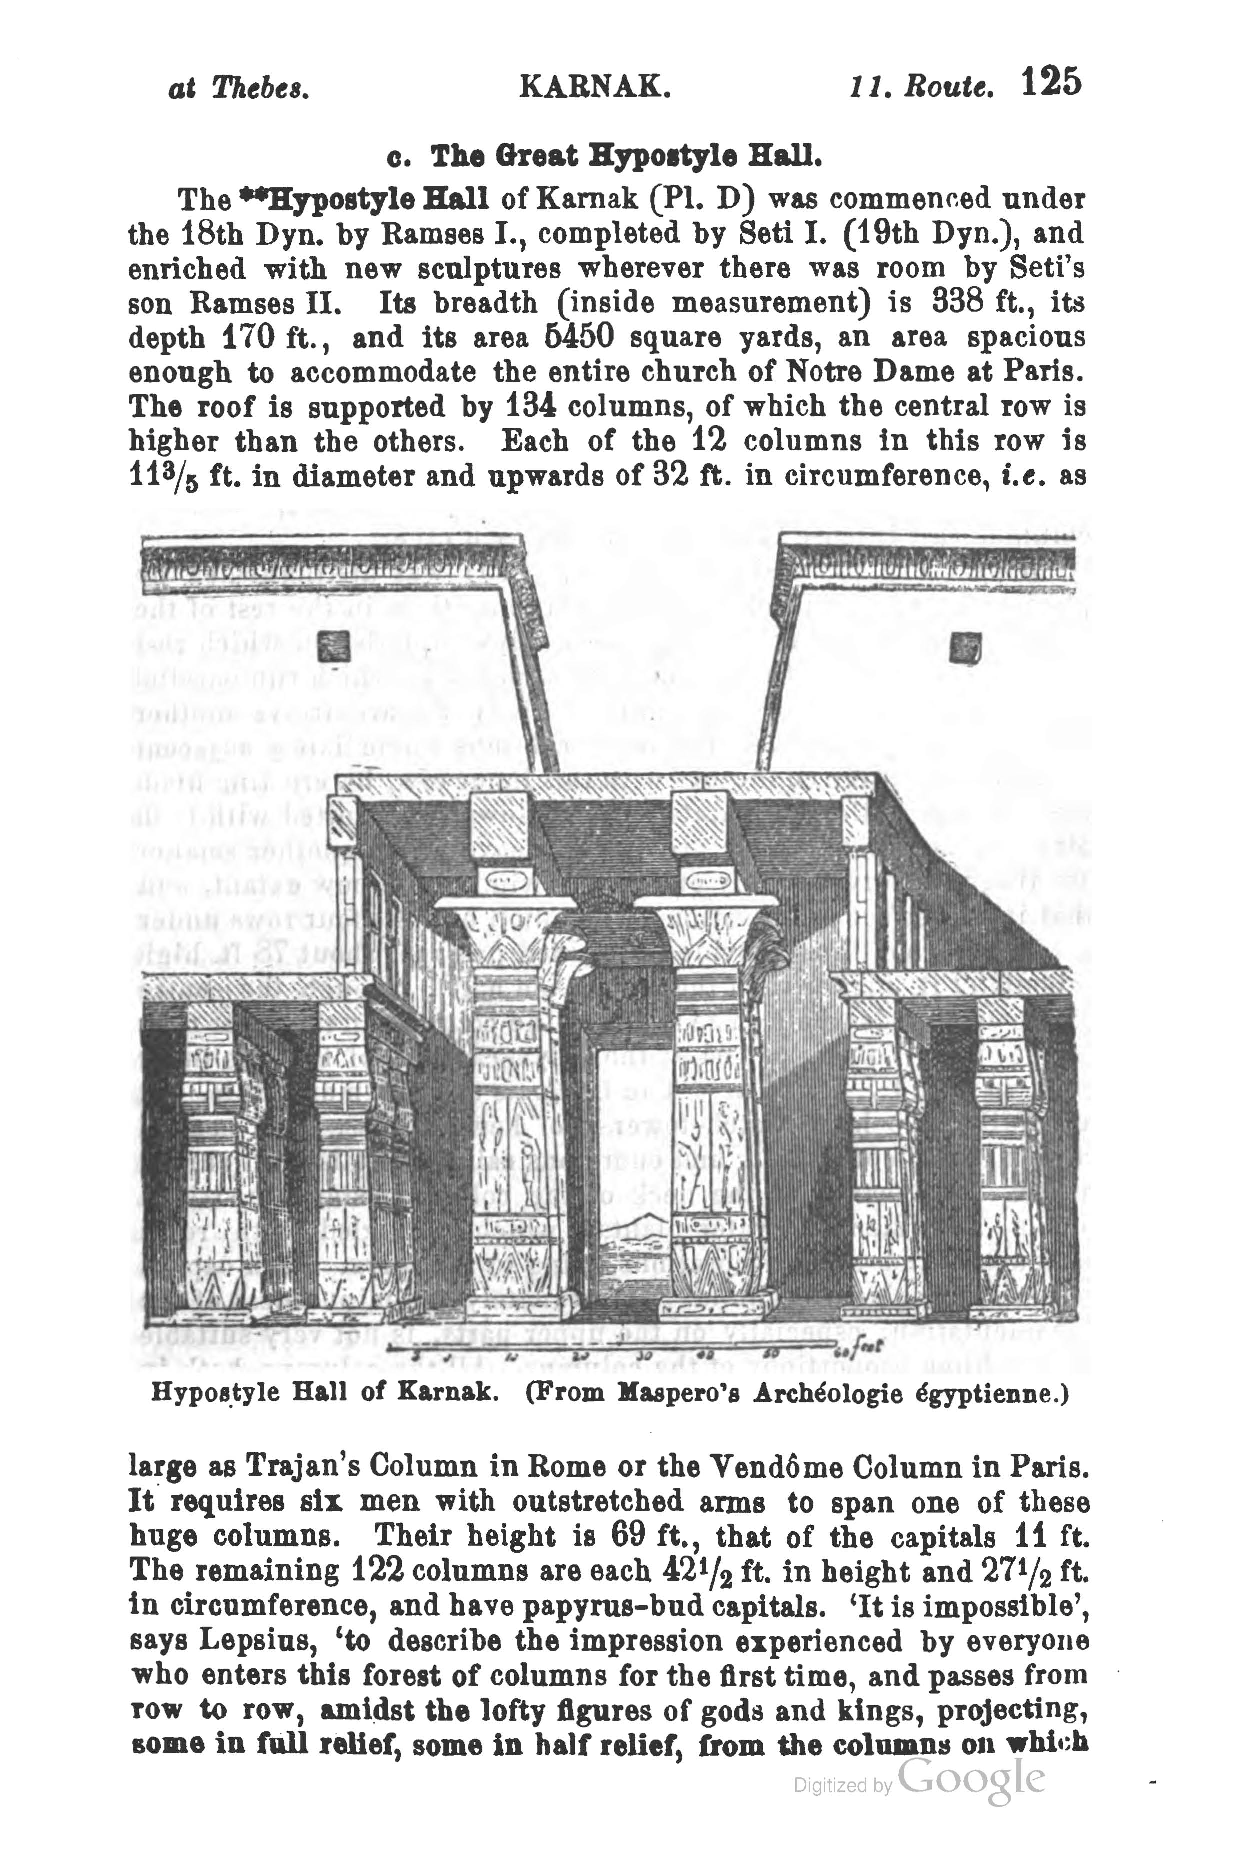 at Thebes. KARNAK. 11. Route. 125
c. The Great Hypostyle Hall.
The **Hypostyle Hall of Karnak (Pl. D) was commenced under
the 18th Dyn. by Ramses I., completed by Seti I. (19th Dyn.), and
enriched with new sculptures wherever there was room by Seti's
son Ramses II. Its breadth (inside measurement) is 338 ft., its
depth 170 ft., and its area 5450 square yards, an area spacious
enough to accommodate the entire church of Notre Dame at Paris.
The roof is supported by 134 columns, of which the central row is
higher than the others. Each of the 12 columns in this row is
11 3/5 ft. in diameter and upwards of 32 ft. in circumference, i.e. as
5 10 20 30 40 50 60 feet
Hypostyle Hall of Karnak. (From Maspero's Archéologie égyptienne.)
large as Trajan's Column in Rome or the Vendôme Column in Paris.
It requires six men with outstretched arms to span one of these
huge columns. Their height is 69 ft., that of the capitals 11 ft.
The remaining 122 columns are each 42 1/2 ft. in height and 27 1/2 ft.
in circumference, and have papyrus-bud capitals. 'It is impossible',
says Lepsius, 'to describe the impression experienced by everyone
who enters this forest of columns for the first time, and passes from
row to row, amidst the lofty figures of gods and kings, projecting,
some in full relief, some in half relief, from the columns on which
Digitized by Google